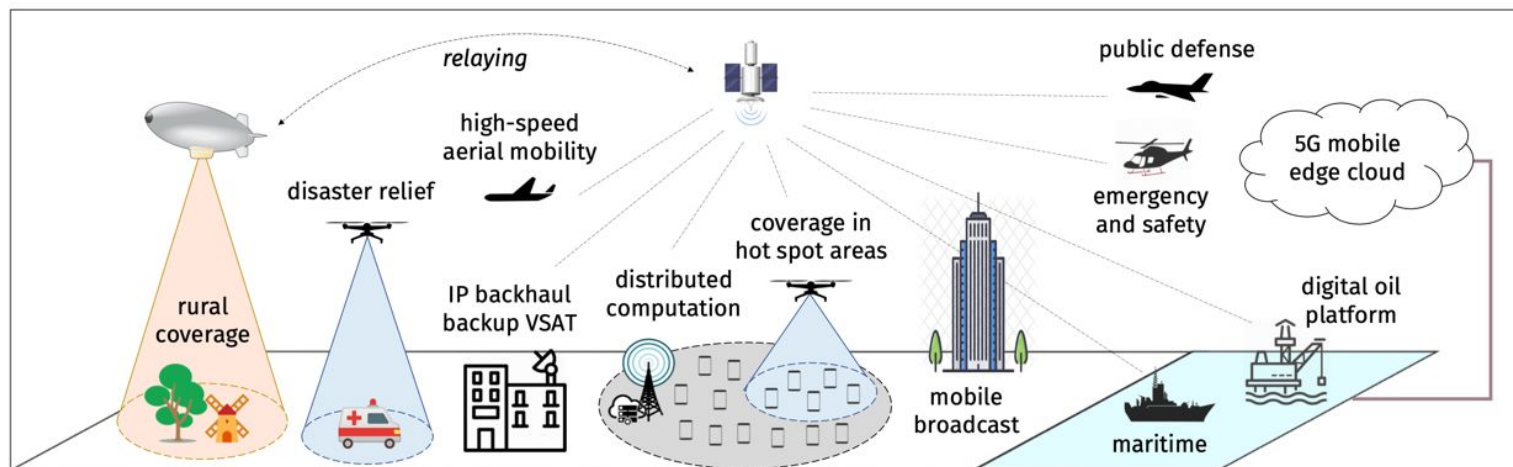 relaying
public defense
high-speed
aerial mobility
5G mobile
edge cloud
disaster relief
emergency
and safety
coverage in
hot spot areas
rural
coverage
IP backhaul
backup VSAT
distributed
computation
digital oil
platform
mobile
broadcast
maritime